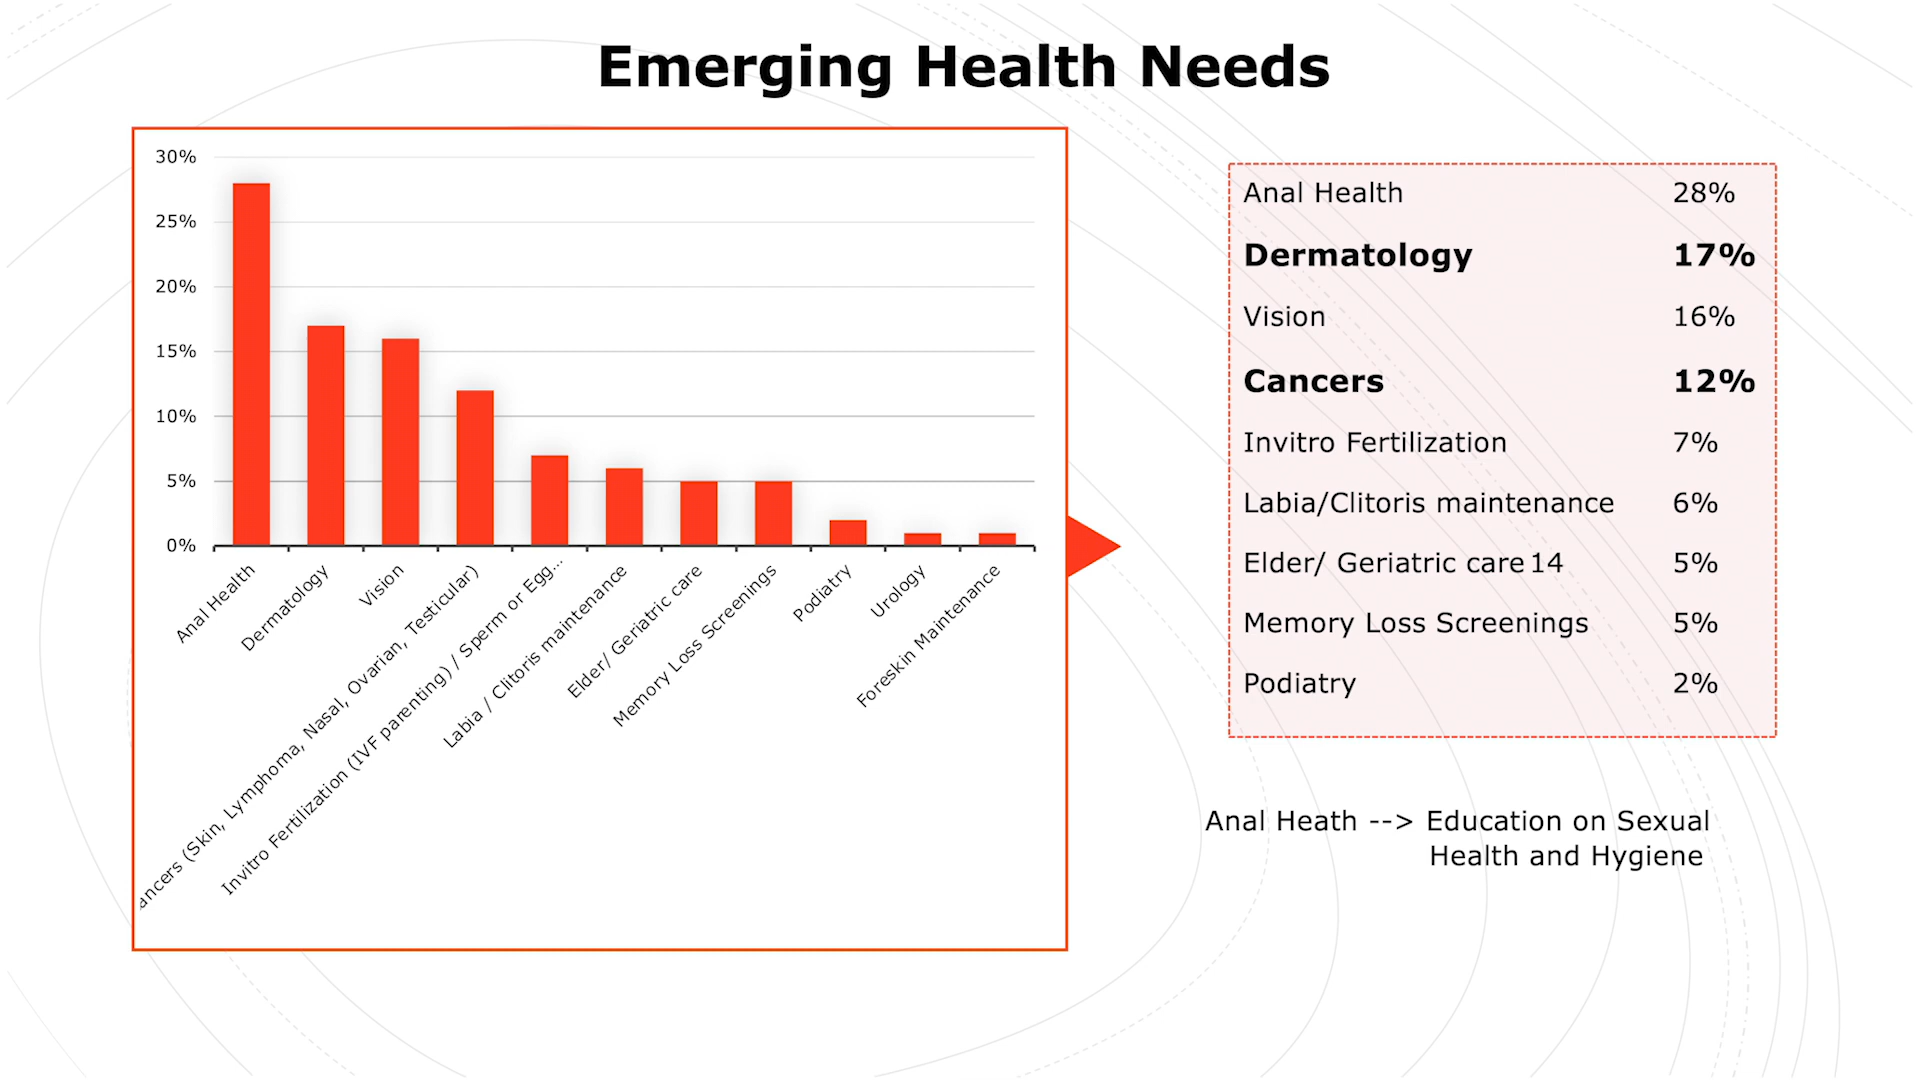 Emerging Health Needs
30%
25%
20%
15%
10%
5%
0%
Anal Health
Dermatology
Vision
ancers (Skin, Lymphoma, Nasal, Ovarian, Testicular)
Invitro Fertilization (IVF parenting) / Sperm or Egg...
Labia / Clitoris maintenance
Elder/ Geriatric care
Memory Loss Screenings
Podiatry
Urology
Foreskin Maintenance
Anal Health 28%
Dermatology 17%
Vision 16%
Cancers 12%
Invitro Fertilization 7%
Labia/Clitoris maintenance 6%
Elder/ Geriatric care14 5%
Memory Loss Screenings 5%
Podiatry 2%
Anal Heath --> Education on Sexual
Health and Hygiene